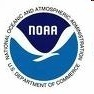 NATIONAL OCEANIC AND ATMOSPHERIC ADMINISTRATION
NOAA
U.S. DEPARTMENT OF COMMERCE